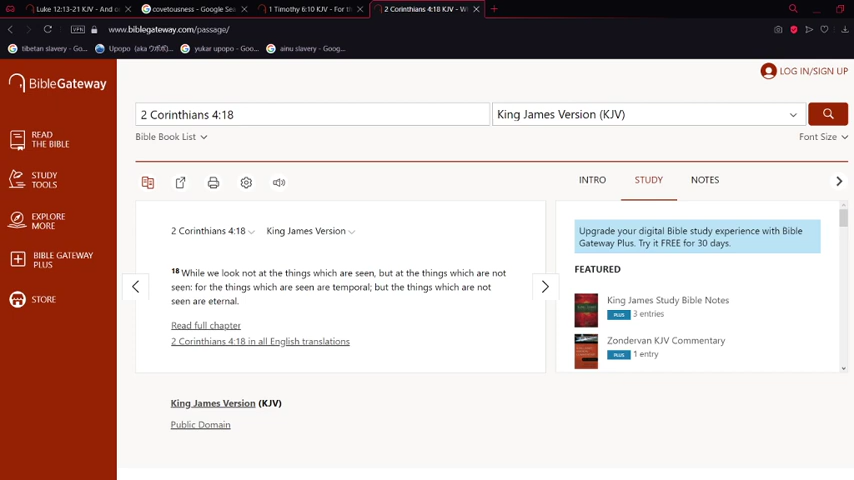 Luke 12:13-21 KJV - And o
covetousness - Google Sea
1 Timothy 6:10 KJV - For th
2 Corinthians 4:18 KJV - W
VPN
www.biblegateway.com/passage/
tibetan slavery - Go...
Upopo (aka ウポポ)...
yukar upopo - Goog...
ainu slavery - Goog...
BibleGateway
LOG IN/SIGN UP
2 Corinthians 4:18
King James Version (KJV)
Bible Book List
Font Size
READ
THE BIBLE
STUDY
TOOLS
EXPLORE
MORE
BIBLE GATEWAY
PLUS
STORE
INTRO
STUDY
NOTES
2 Corinthians 4:18
King James Version
18 While we look not at the things which are seen, but at the things which are not
seen: for the things which are seen are temporal; but the things which are not
seen are eternal.
Read full chapter
2 Corinthians 4:18 in all English translations
King James Version (KJV)
Public Domain
Upgrade your digital Bible study experience with Bible
Gateway Plus. Try it FREE for 30 days.
FEATURED
King James Study Bible Notes
PLUS 3 entries
Zondervan KJV Commentary
PLUS 1 entry